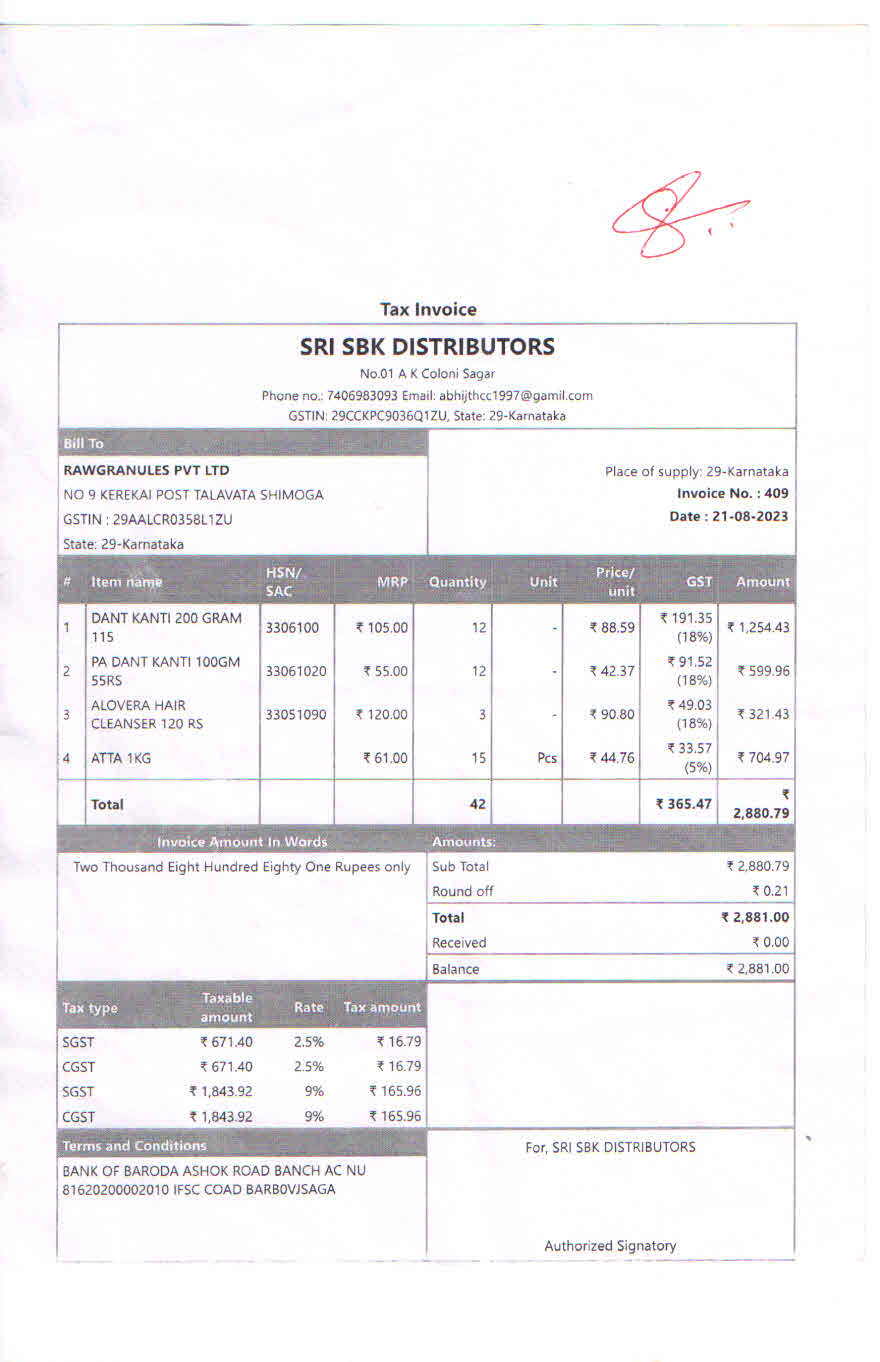 Tax Invoice
SRI SBK DISTRIBUTORS
No.01 A K Coloni Sagar
Phone no.: 7406983093 Email: abhijthcc1997@gamil.com
GSTIN: 29CCKPC9036Q1ZU, State: 29-Karnataka
Bill To
RAWGRANULES PVT LTD
NO 9 KEREKAI POST TALAVATA SHIMOGA
GSTIN : 29AALCR0358L1ZU
State: 29-Karnataka
Place of supply: 29-Karnataka
Invoice No. : 409
Date : 21-08-2023
# Item name HSN/ SAC MRP Quantity Unit Price/ unit GST Amount
1 DANT KANTI 200 GRAM 115 3306100 ₹ 105.00 12 - ₹ 88.59 ₹ 191.35 (18%) ₹ 1,254.43
2 PA DANT KANTI 100GM 55RS 33061020 ₹ 55.00 12 - ₹ 42.37 ₹ 91.52 (18%) ₹ 599.96
3 ALOVERA HAIR CLEANSER 120 RS 33051090 ₹ 120.00 3 - ₹ 90.80 ₹ 49.03 (18%) ₹ 321.43
4 ATTA 1KG ₹ 61.00 15 Pcs ₹ 44.76 ₹ 33.57 (5%) ₹ 704.97
Total 42 ₹ 365.47 ₹ 2,880.79
Invoice Amount In Words
Two Thousand Eight Hundred Eighty One Rupees only
Amounts:
Sub Total ₹ 2,880.79
Round off ₹ 0.21
Total ₹ 2,881.00
Received ₹ 0.00
Balance ₹ 2,881.00
Tax type Taxable amount Rate Tax amount
SGST ₹ 671.40 2.5% ₹ 16.79
CGST ₹ 671.40 2.5% ₹ 16.79
SGST ₹ 1,843.92 9% ₹ 165.96
CGST ₹ 1,843.92 9% ₹ 165.96
Terms and Conditions
BANK OF BARODA ASHOK ROAD BANCH AC NU
81620200002010 IFSC COAD BARB0VJSAGA
For, SRI SBK DISTRIBUTORS
Authorized Signatory